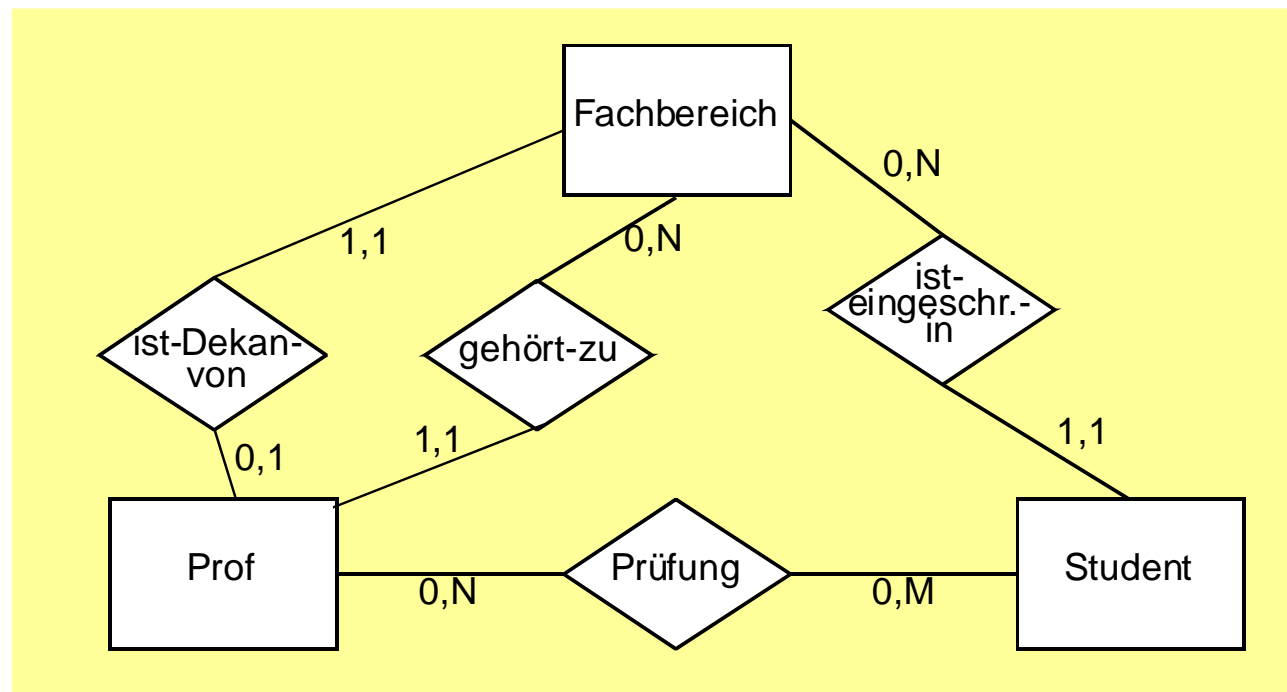 Fachbereich
0,N
1,1
0,N
ist-
eingeschr.-
in
ist-Dekan-
von
gehört-zu
1,1
1,1
0,1
Prof
0,N
Prüfung
0,M
Student